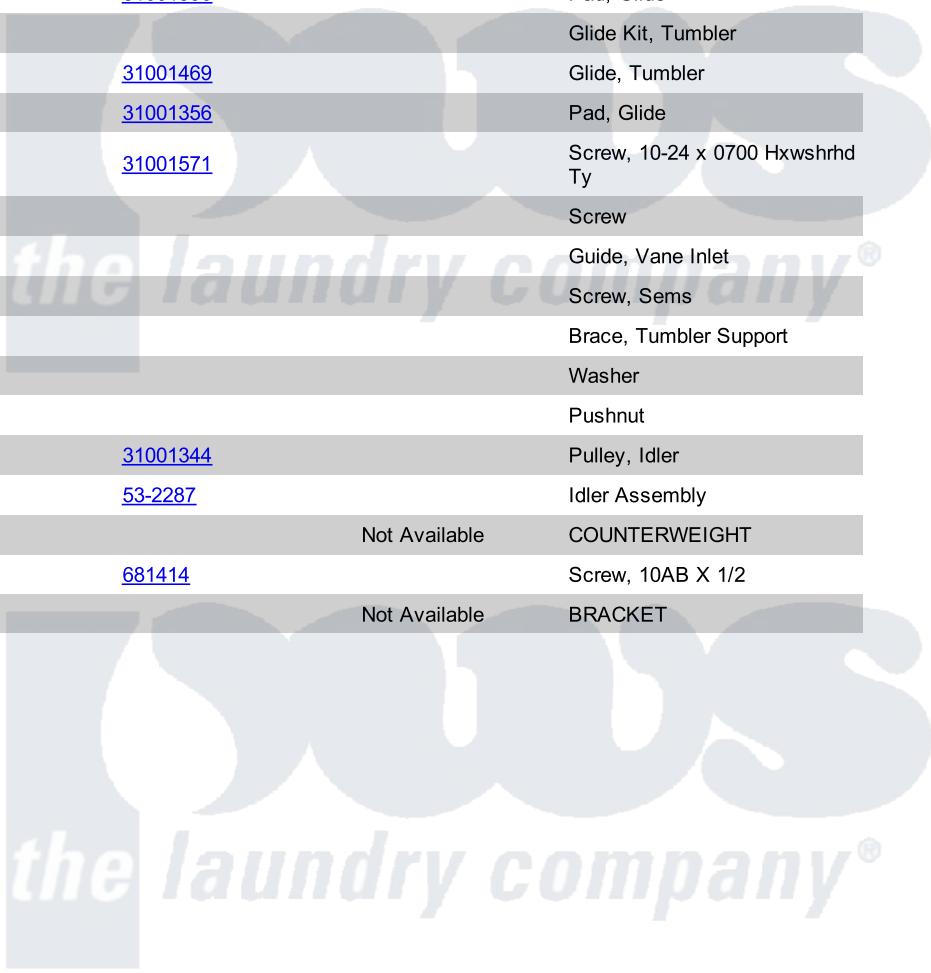 Glide Kit, Tumbler
31001469 Glide, Tumbler
31001356 Pad, Glide
31001571 Screw, 10-24 x 0700 Hxwshrhd
Ty
Screw
Guide, Vane Inlet
the laundry company®
Screw, Sems
Brace, Tumbler Support
Washer
Pushnut
31001344 Pulley, Idler
53-2287 Idler Assembly
Not Available COUNTERWEIGHT
681414 Screw, 10AB X 1/2
Not Available BRACKET
pws
the laundry company®